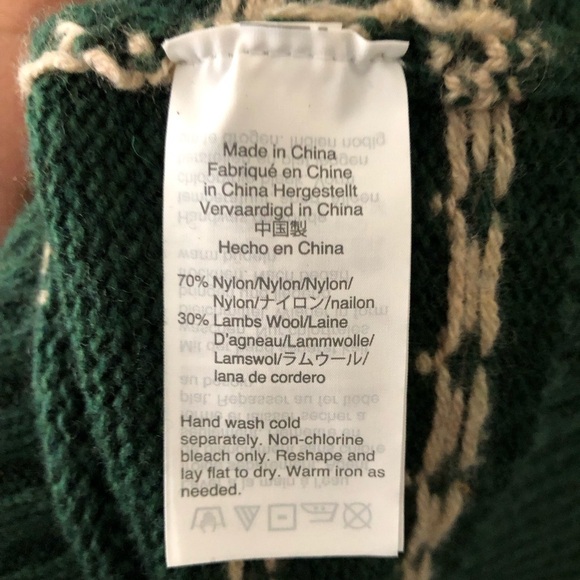 Made in China
Fabriqué en Chine
in China Hergestellt
Vervaardigd in China
中国製
Hecho en China
70% Nylon/Nylon/Nylon/
Nylon/ナイロン/nailon
30% Lambs Wool/Laine
D'agneau/Lammwolle/
Lamswol/ラムウール/
lana de cordero
Hand wash cold
separately. Non-chlorine
bleach only. Reshape and
lay flat to dry. Warm iron as
needed.